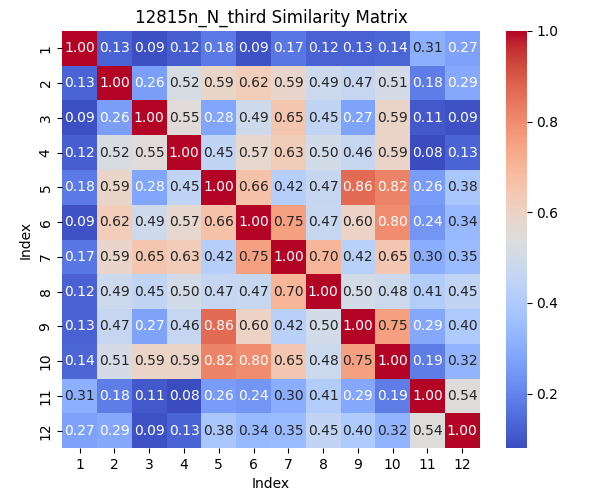 12815n_N_third Similarity Matrix
1 1.00 0.13 0.09 0.12 0.18 0.09 0.17 0.12 0.13 0.14 0.31 0.27
2 0.13 1.00 0.26 0.52 0.59 0.62 0.59 0.49 0.47 0.51 0.18 0.29
3 0.09 0.26 1.00 0.55 0.28 0.49 0.65 0.45 0.27 0.59 0.11 0.09
4 0.12 0.52 0.55 1.00 0.45 0.57 0.63 0.50 0.46 0.59 0.08 0.13
5 0.18 0.59 0.28 0.45 1.00 0.66 0.42 0.47 0.86 0.82 0.26 0.38
6 0.09 0.62 0.49 0.57 0.66 1.00 0.75 0.47 0.60 0.80 0.24 0.34
7 0.17 0.59 0.65 0.63 0.42 0.75 1.00 0.70 0.42 0.65 0.30 0.35
8 0.12 0.49 0.45 0.50 0.47 0.47 0.70 1.00 0.50 0.48 0.41 0.45
9 0.13 0.47 0.27 0.46 0.86 0.60 0.42 0.50 1.00 0.75 0.29 0.40
10 0.14 0.51 0.59 0.59 0.82 0.80 0.65 0.48 0.75 1.00 0.19 0.32
11 0.31 0.18 0.11 0.08 0.26 0.24 0.30 0.41 0.29 0.19 1.00 0.54
12 0.27 0.29 0.09 0.13 0.38 0.34 0.35 0.45 0.40 0.32 0.54 1.00
1 2 3 4 5 6 7 8 9 10 11 12
Index
Index
1.0
0.8
0.6
0.4
0.2